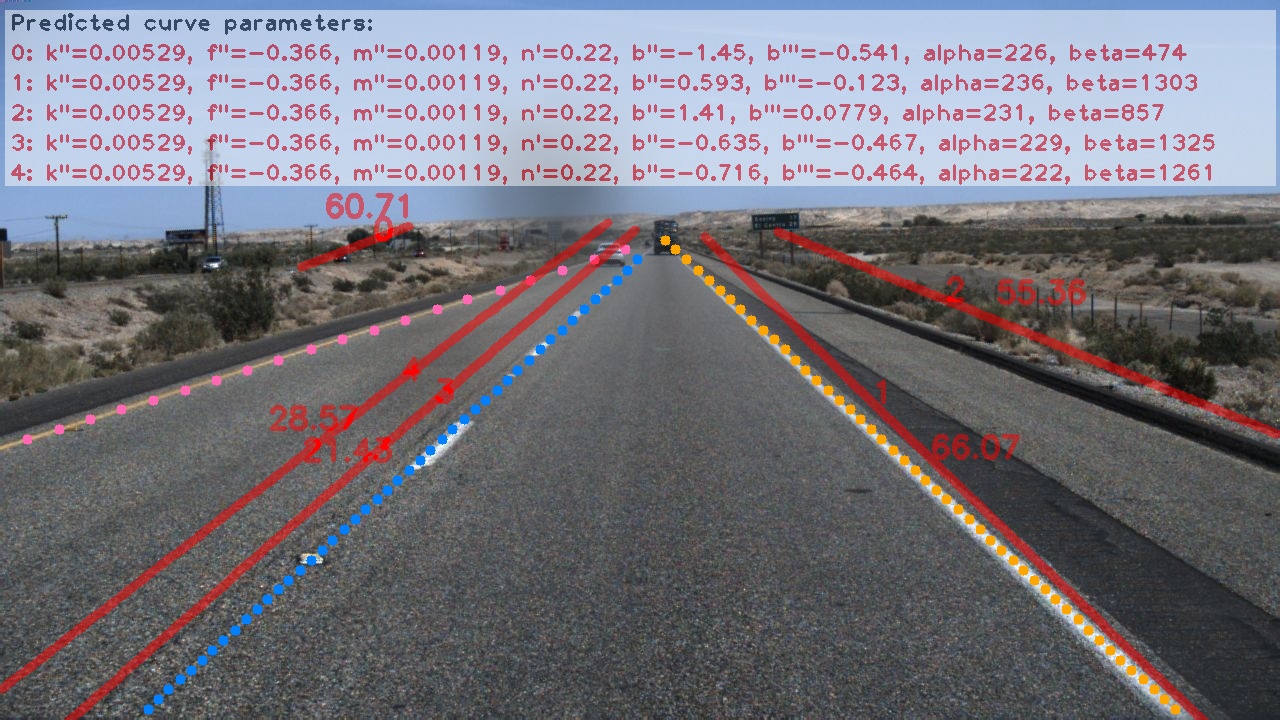 Predicted curve parameters:
0: k''=0.00529, f''=-0.366, m''=0.00119, n'=0.22, b''=-1.45, b'''=-0.541, alpha=226, beta=474
1: k''=0.00529, f''=-0.366, m''=0.00119, n'=0.22, b''=0.593, b'''=-0.123, alpha=236, beta=1303
2: k''=0.00529, f''=-0.366, m''=0.00119, n'=0.22, b''=1.41, b'''=0.0779, alpha=231, beta=857
3: k''=0.00529, f''=-0.366, m''=0.00119, n'=0.22, b''=-0.635, b'''=-0.467, alpha=229, beta=1325
4: k''=0.00529, f''=-0.366, m''=0.00119, n'=0.22, b''=-0.716, b'''=-0.464, alpha=222, beta=1261
60.71
0
2 55.36
4
3
1
28.57
21.43
66.07